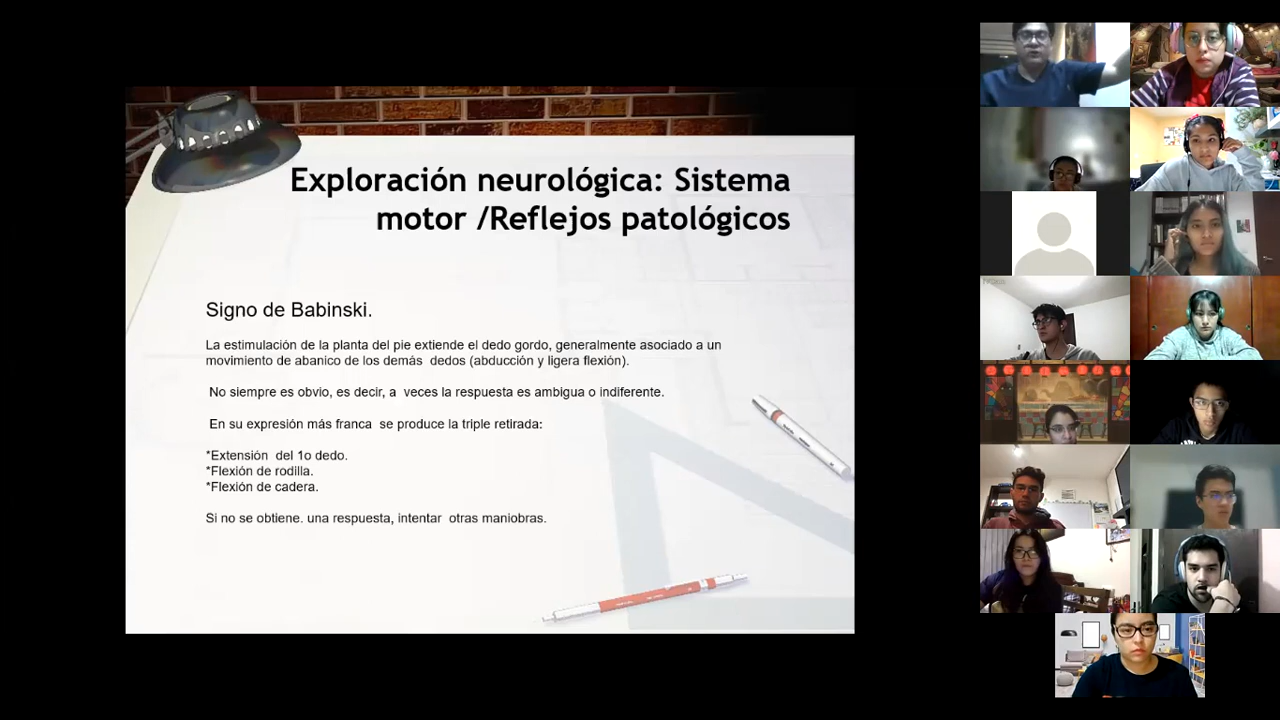 Exploración neurológica: Sistema
motor /Reflejos patológicos
Signo de Babinski.
La estimulación de la planta del pie extiende el dedo gordo, generalmente asociado a un
movimiento de abanico de los demás  dedos (abducción y ligera flexión).
No siempre es obvio, es decir, a  veces la respuesta es ambigua o indiferente.
En su expresión más franca  se produce la triple retirada:
*Extensión  del 1o dedo.
*Flexión de rodilla.
*Flexión de cadera.
Si no se obtiene. una respuesta, intentar  otras maniobras.